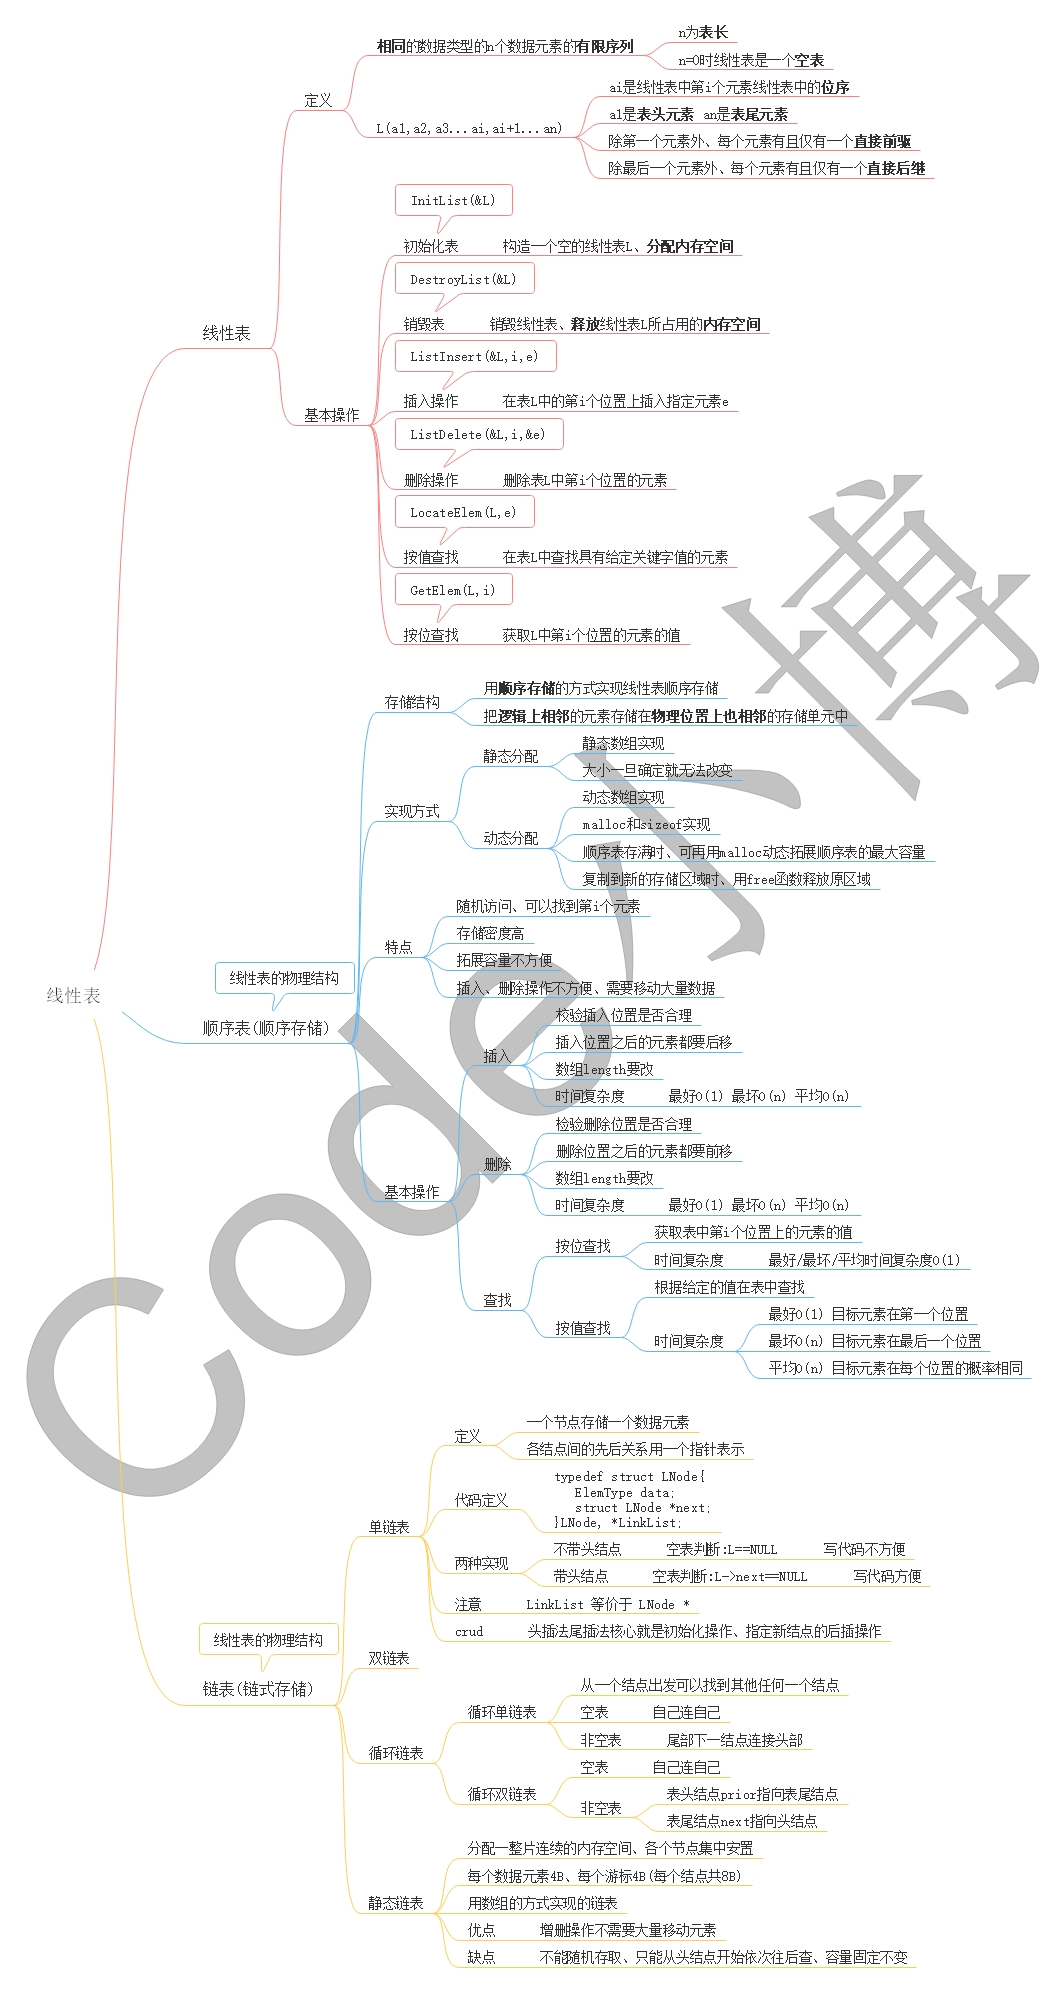 线性表
线性表
定义
相同的数据类型的n个数据元素的有限序列
n为表长
n=0时线性表是一个空表
L(a1,a2,a3...ai,ai+1...an)
ai是线性表中第i个元素线性表中的位序
a1是表头元素 an是表尾元素
除第一个元素外、每个元素有且仅有一个直接前驱
除最后一个元素外、每个元素有且仅有一个直接后继
基本操作
InitList(&L)
初始化表 构造一个空的线性表L、分配内存空间
DestroyList(&L)
销毁表 销毁线性表、释放线性表L所占用的内存空间
ListInsert(&L,i,e)
插入操作 在表L中的第i个位置上插入指定元素e
ListDelete(&L,i,&e)
删除操作 删除表L中第i个位置的元素
LocateElem(L,e)
按值查找 在表L中查找具有给定关键字值的元素
GetElem(L,i)
按位查找 获取L中第i个位置的元素的值
线性表的物理结构
顺序表(顺序存储)
存储结构
用顺序存储的方式实现线性表顺序存储
把逻辑上相邻的元素存储在物理位置上也相邻的存储单元中
实现方式
静态分配
静态数组实现
大小一旦确定就无法改变
动态分配
动态数组实现
malloc和sizeof实现
顺序表存满时、可再用malloc动态拓展顺序表的最大容量
复制到新的存储区域时、用free函数释放原区域
特点
随机访问、可以找到第i个元素
存储密度高
拓展容量不方便
插入、删除操作不方便、需要移动大量数据
基本操作
插入
校验插入位置是否合理
插入位置之后的元素都要后移
数组length要改
时间复杂度 最好O(1) 最坏O(n) 平均O(n)
删除
检验删除位置是否合理
删除位置之后的元素都要前移
数组length要改
时间复杂度 最好O(1) 最坏O(n) 平均O(n)
查找
按位查找
获取表中第i个位置上的元素的值
时间复杂度 最好/最坏/平均时间复杂度O(1)
按值查找
根据给定的值在表中查找
时间复杂度
最好O(1) 目标元素在第一个位置
最坏O(n) 目标元素在最后一个位置
平均O(n) 目标元素在每个位置的概率相同
线性表的物理结构
链表(链式存储)
单链表
定义
一个节点存储一个数据元素
各结点间的先后关系用一个指针表示
代码定义
typedef struct LNode{
ElemType data;
struct LNode *next;
}LNode, *LinkList;
两种实现
不带头结点 空表判断:L==NULL 写代码不方便
带头结点 空表判断:L->next==NULL 写代码方便
注意 LinkList 等价于 LNode *
crud 头插法尾插法核心就是初始化操作、指定新结点的后插操作
双链表
循环链表
循环单链表
从一个结点出发可以找到其他任何一个结点
空表 自己连自己
非空表 尾部下一结点连接头部
循环双链表
空表 自己连自己
非空表
表头结点prior指向表尾结点
表尾结点next指向头结点
静态链表
分配一整片连续的内存空间、各个节点集中安置
每个数据元素4B、每个游标4B(每个结点共8B)
用数组的方式实现的链表
优点 增删操作不需要大量移动元素
缺点 不能随机存取、只能从头结点开始依次往后查、容量固定不变
Code小博